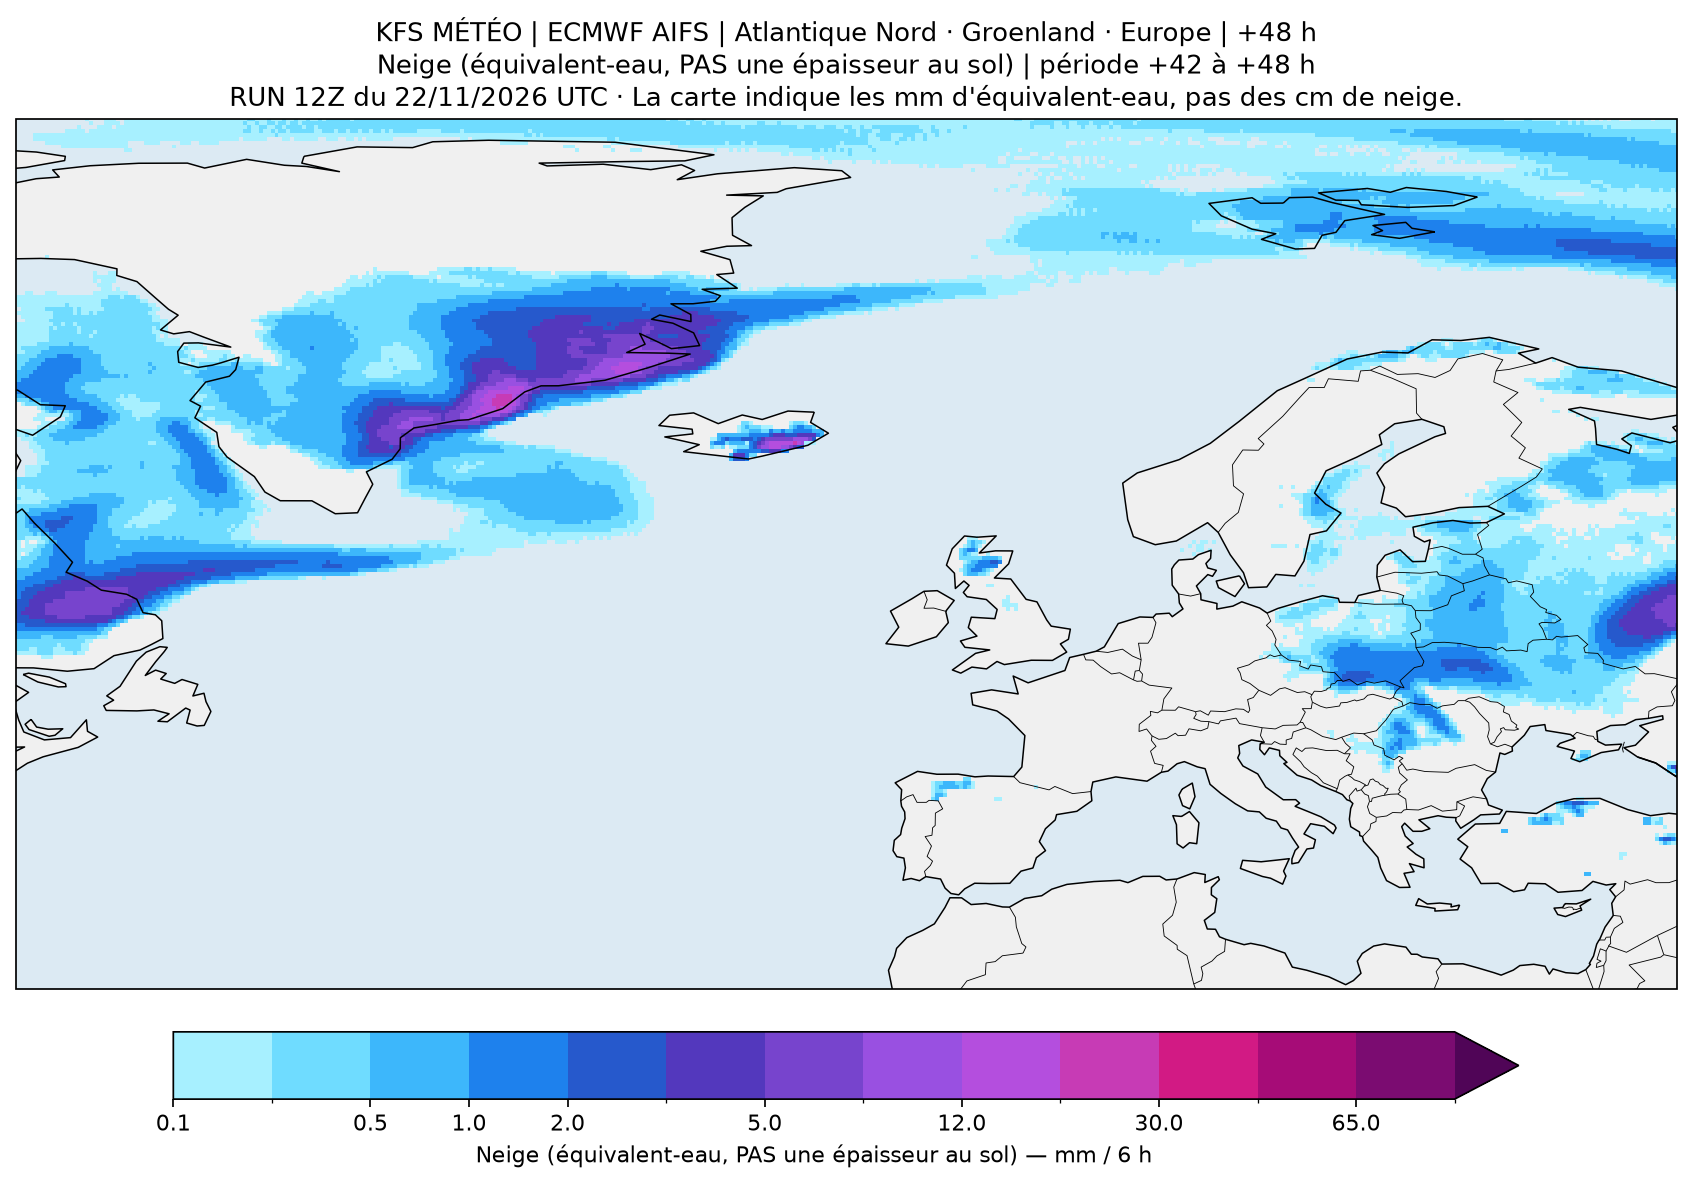 KFS MÉTÉO | ECMWF AIFS | Atlantique Nord · Groenland · Europe | +48 h
Neige (équivalent-eau, PAS une épaisseur au sol) | période +42 à +48 h
RUN 12Z du 22/11/2026 UTC · La carte indique les mm d'équivalent-eau, pas des cm de neige.
0.1 0.5 1.0 2.0 5.0 12.0 30.0 65.0
Neige (équivalent-eau, PAS une épaisseur au sol) — mm / 6 h